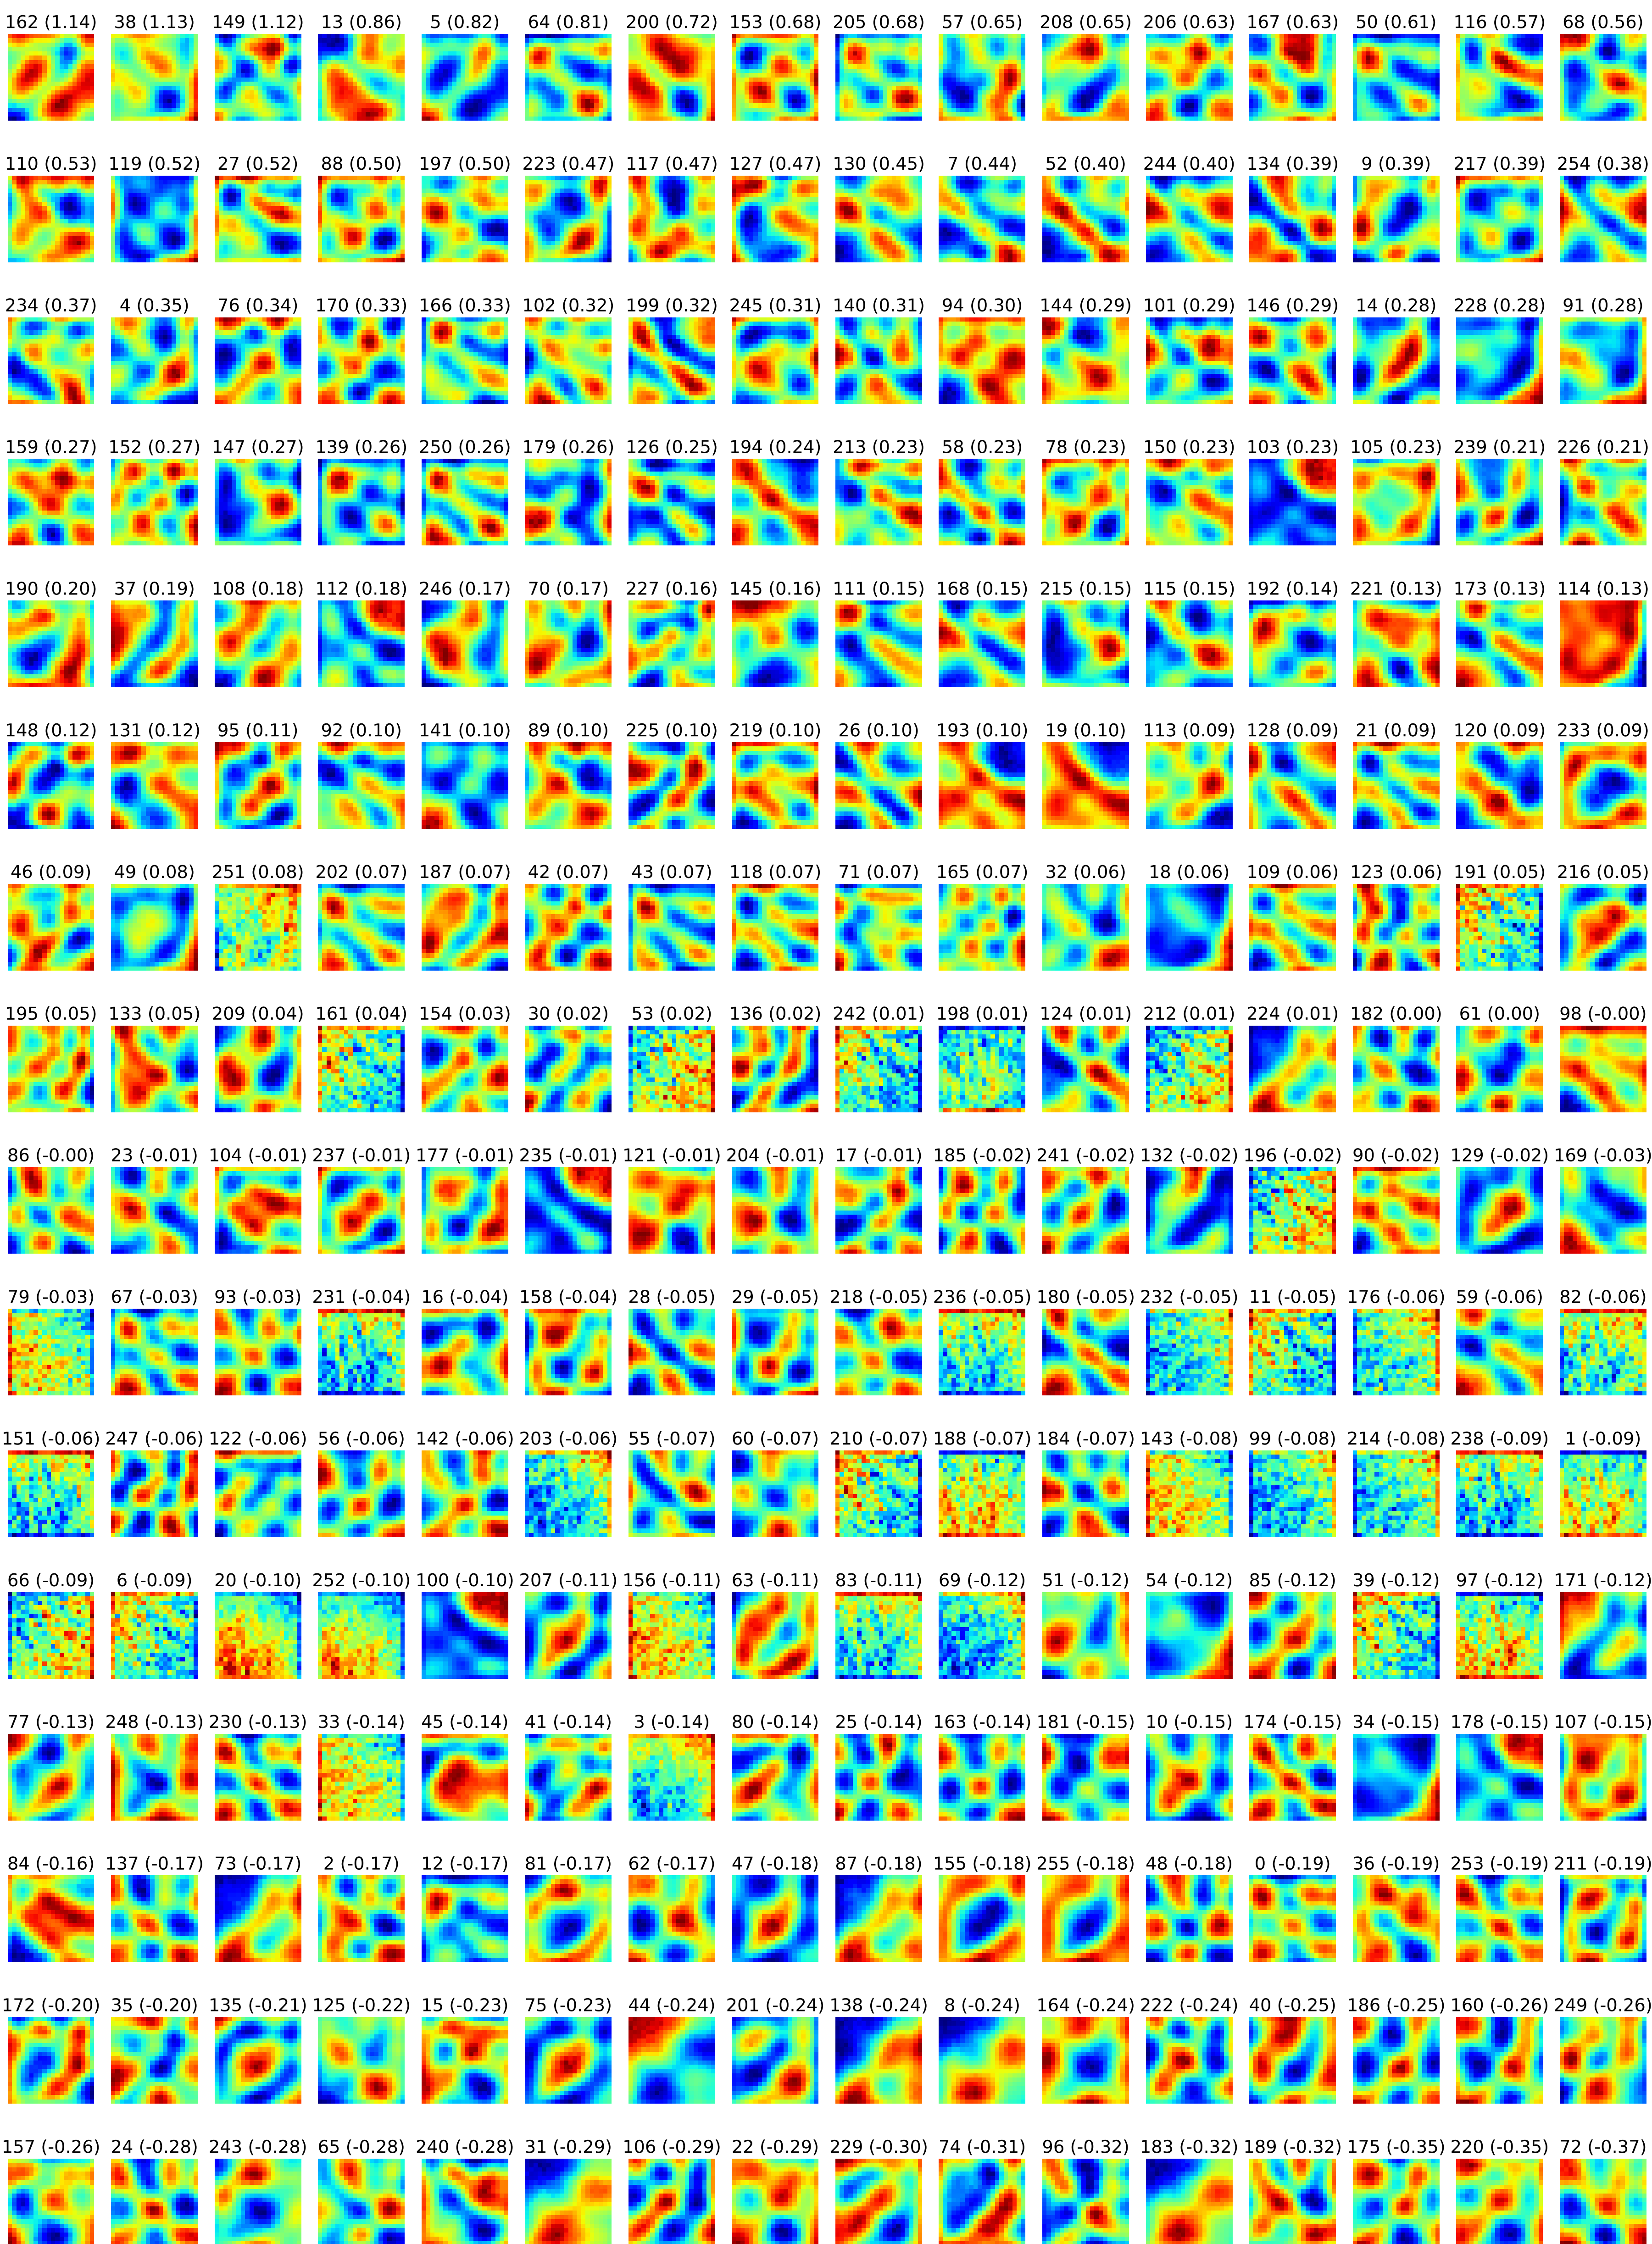 162 (1.14) 38 (1.13) 149 (1.12) 13 (0.86) 5 (0.82) 64 (0.81) 200 (0.72) 153 (0.68) 205 (0.68) 57 (0.65) 208 (0.65) 206 (0.63) 167 (0.63) 50 (0.61) 116 (0.57) 68 (0.56)
110 (0.53) 119 (0.52) 27 (0.52) 88 (0.50) 197 (0.50) 223 (0.47) 117 (0.47) 127 (0.47) 130 (0.45) 7 (0.44) 52 (0.40) 244 (0.40) 134 (0.39) 9 (0.39) 217 (0.39) 254 (0.38)
234 (0.37) 4 (0.35) 76 (0.34) 170 (0.33) 166 (0.33) 102 (0.32) 199 (0.32) 245 (0.31) 140 (0.31) 94 (0.30) 144 (0.29) 101 (0.29) 146 (0.29) 14 (0.28) 228 (0.28) 91 (0.28)
159 (0.27) 152 (0.27) 147 (0.27) 139 (0.26) 250 (0.26) 179 (0.26) 126 (0.25) 194 (0.24) 213 (0.23) 58 (0.23) 78 (0.23) 150 (0.23) 103 (0.23) 105 (0.23) 239 (0.21) 226 (0.21)
190 (0.20) 37 (0.19) 108 (0.18) 112 (0.18) 246 (0.17) 70 (0.17) 227 (0.16) 145 (0.16) 111 (0.15) 168 (0.15) 215 (0.15) 115 (0.15) 192 (0.14) 221 (0.13) 173 (0.13) 114 (0.13)
148 (0.12) 131 (0.12) 95 (0.11) 92 (0.10) 141 (0.10) 89 (0.10) 225 (0.10) 219 (0.10) 26 (0.10) 193 (0.10) 19 (0.10) 113 (0.09) 128 (0.09) 21 (0.09) 120 (0.09) 233 (0.09)
46 (0.09) 49 (0.08) 251 (0.08) 202 (0.07) 187 (0.07) 42 (0.07) 43 (0.07) 118 (0.07) 71 (0.07) 165 (0.07) 32 (0.06) 18 (0.06) 109 (0.06) 123 (0.06) 191 (0.05) 216 (0.05)
195 (0.05) 133 (0.05) 209 (0.04) 161 (0.04) 154 (0.03) 30 (0.02) 53 (0.02) 136 (0.02) 242 (0.01) 198 (0.01) 124 (0.01) 212 (0.01) 224 (0.01) 182 (0.00) 61 (0.00) 98 (-0.00)
86 (-0.00) 23 (-0.01) 104 (-0.01) 237 (-0.01) 177 (-0.01) 235 (-0.01) 121 (-0.01) 204 (-0.01) 17 (-0.01) 185 (-0.02) 241 (-0.02) 132 (-0.02) 196 (-0.02) 90 (-0.02) 129 (-0.02) 169 (-0.03)
79 (-0.03) 67 (-0.03) 93 (-0.03) 231 (-0.04) 16 (-0.04) 158 (-0.04) 28 (-0.05) 29 (-0.05) 218 (-0.05) 236 (-0.05) 180 (-0.05) 232 (-0.05) 11 (-0.05) 176 (-0.06) 59 (-0.06) 82 (-0.06)
151 (-0.06) 247 (-0.06) 122 (-0.06) 56 (-0.06) 142 (-0.06) 203 (-0.06) 55 (-0.07) 60 (-0.07) 210 (-0.07) 188 (-0.07) 184 (-0.07) 143 (-0.08) 99 (-0.08) 214 (-0.08) 238 (-0.09) 1 (-0.09)
66 (-0.09) 6 (-0.09) 20 (-0.10) 252 (-0.10) 100 (-0.10) 207 (-0.11) 156 (-0.11) 63 (-0.11) 83 (-0.11) 69 (-0.12) 51 (-0.12) 54 (-0.12) 85 (-0.12) 39 (-0.12) 97 (-0.12) 171 (-0.12)
77 (-0.13) 248 (-0.13) 230 (-0.13) 33 (-0.14) 45 (-0.14) 41 (-0.14) 3 (-0.14) 80 (-0.14) 25 (-0.14) 163 (-0.14) 181 (-0.15) 10 (-0.15) 174 (-0.15) 34 (-0.15) 178 (-0.15) 107 (-0.15)
84 (-0.16) 137 (-0.17) 73 (-0.17) 2 (-0.17) 12 (-0.17) 81 (-0.17) 62 (-0.17) 47 (-0.18) 87 (-0.18) 155 (-0.18) 255 (-0.18) 48 (-0.18) 0 (-0.19) 36 (-0.19) 253 (-0.19) 211 (-0.19)
172 (-0.20) 35 (-0.20) 135 (-0.21) 125 (-0.22) 15 (-0.23) 75 (-0.23) 44 (-0.24) 201 (-0.24) 138 (-0.24) 8 (-0.24) 164 (-0.24) 222 (-0.24) 40 (-0.25) 186 (-0.25) 160 (-0.26) 249 (-0.26)
157 (-0.26) 24 (-0.28) 243 (-0.28) 65 (-0.28) 240 (-0.28) 31 (-0.29) 106 (-0.29) 22 (-0.29) 229 (-0.30) 74 (-0.31) 96 (-0.32) 183 (-0.32) 189 (-0.32) 175 (-0.35) 220 (-0.35) 72 (-0.37)